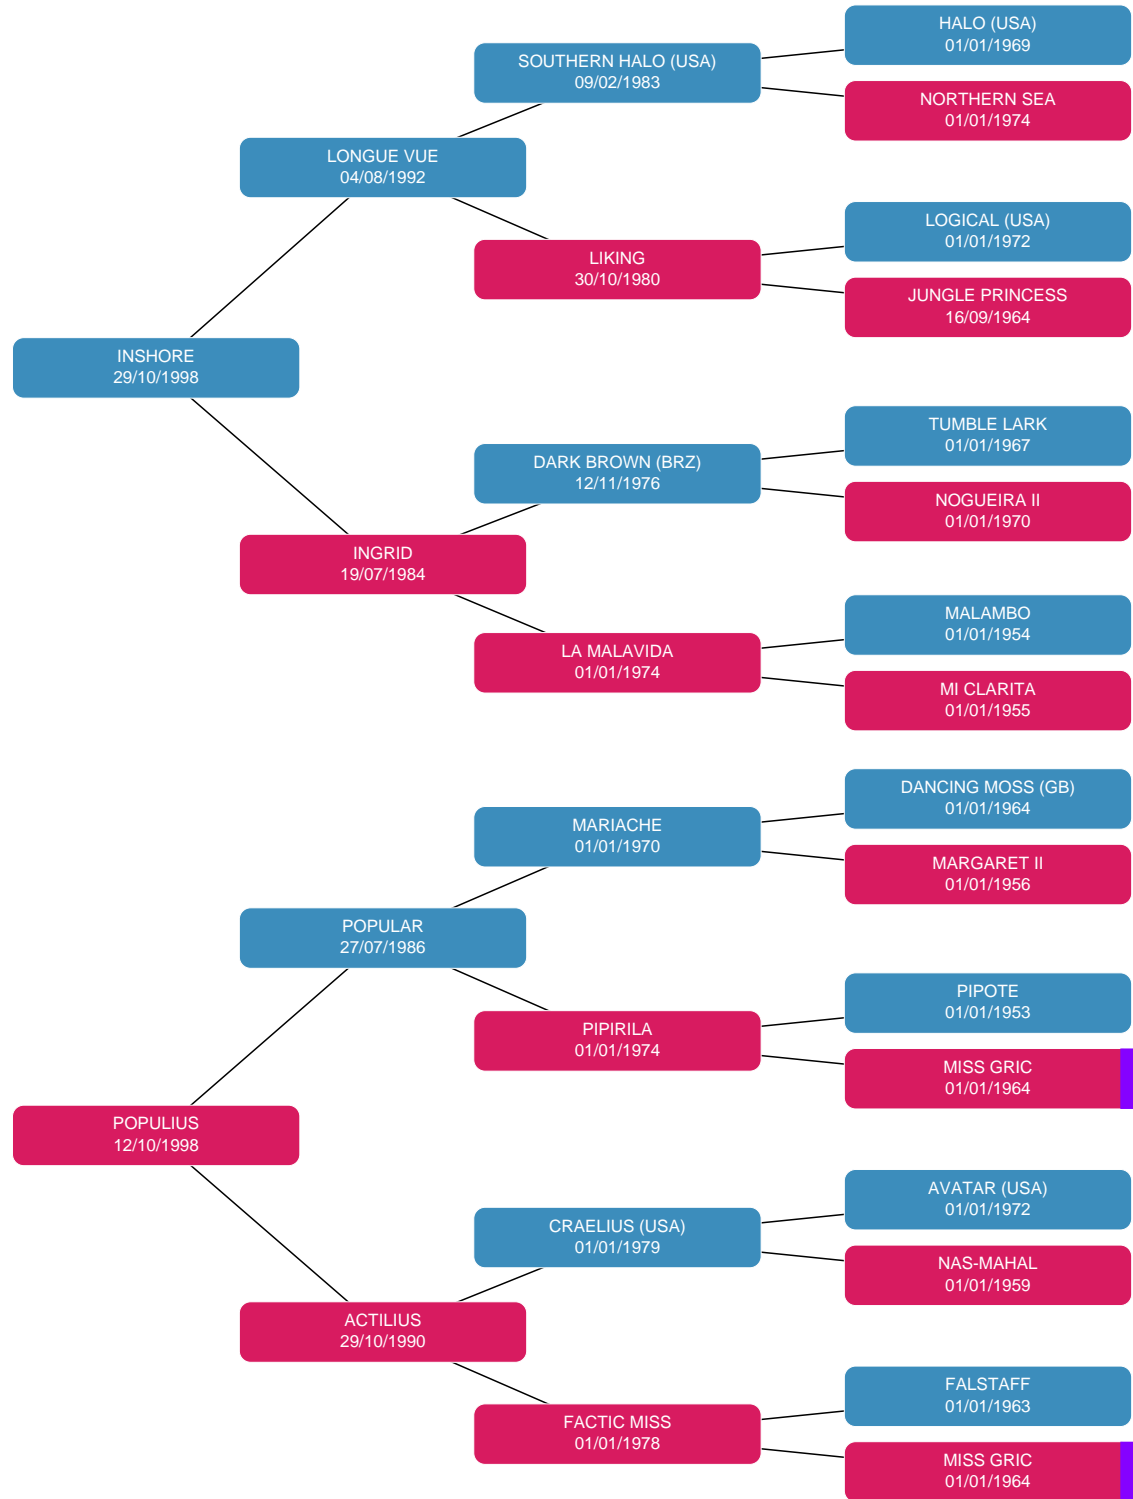 HALO (USA)
01/01/1969
SOUTHERN HALO (USA)
09/02/1983
NORTHERN SEA
01/01/1974
LONGUE VUE
04/08/1992
LOGICAL (USA)
01/01/1972
LIKING
30/10/1980
JUNGLE PRINCESS
16/09/1964
INSHORE
29/10/1998
TUMBLE LARK
01/01/1967
DARK BROWN (BRZ)
12/11/1976
NOGUEIRA II
01/01/1970
INGRID
19/07/1984
MALAMBO
01/01/1954
LA MALAVIDA
01/01/1974
MI CLARITA
01/01/1955
DANCING MOSS (GB)
01/01/1964
MARIACHE
01/01/1970
MARGARET II
01/01/1956
POPULAR
27/07/1986
PIPOTE
01/01/1953
PIPIRILA
01/01/1974
MISS GRIC
01/01/1964
POPULIUS
12/10/1998
AVATAR (USA)
01/01/1972
CRAELIUS (USA)
01/01/1979
NAS-MAHAL
01/01/1959
ACTILIUS
29/10/1990
FALSTAFF
01/01/1963
FACTIC MISS
01/01/1978
MISS GRIC
01/01/1964